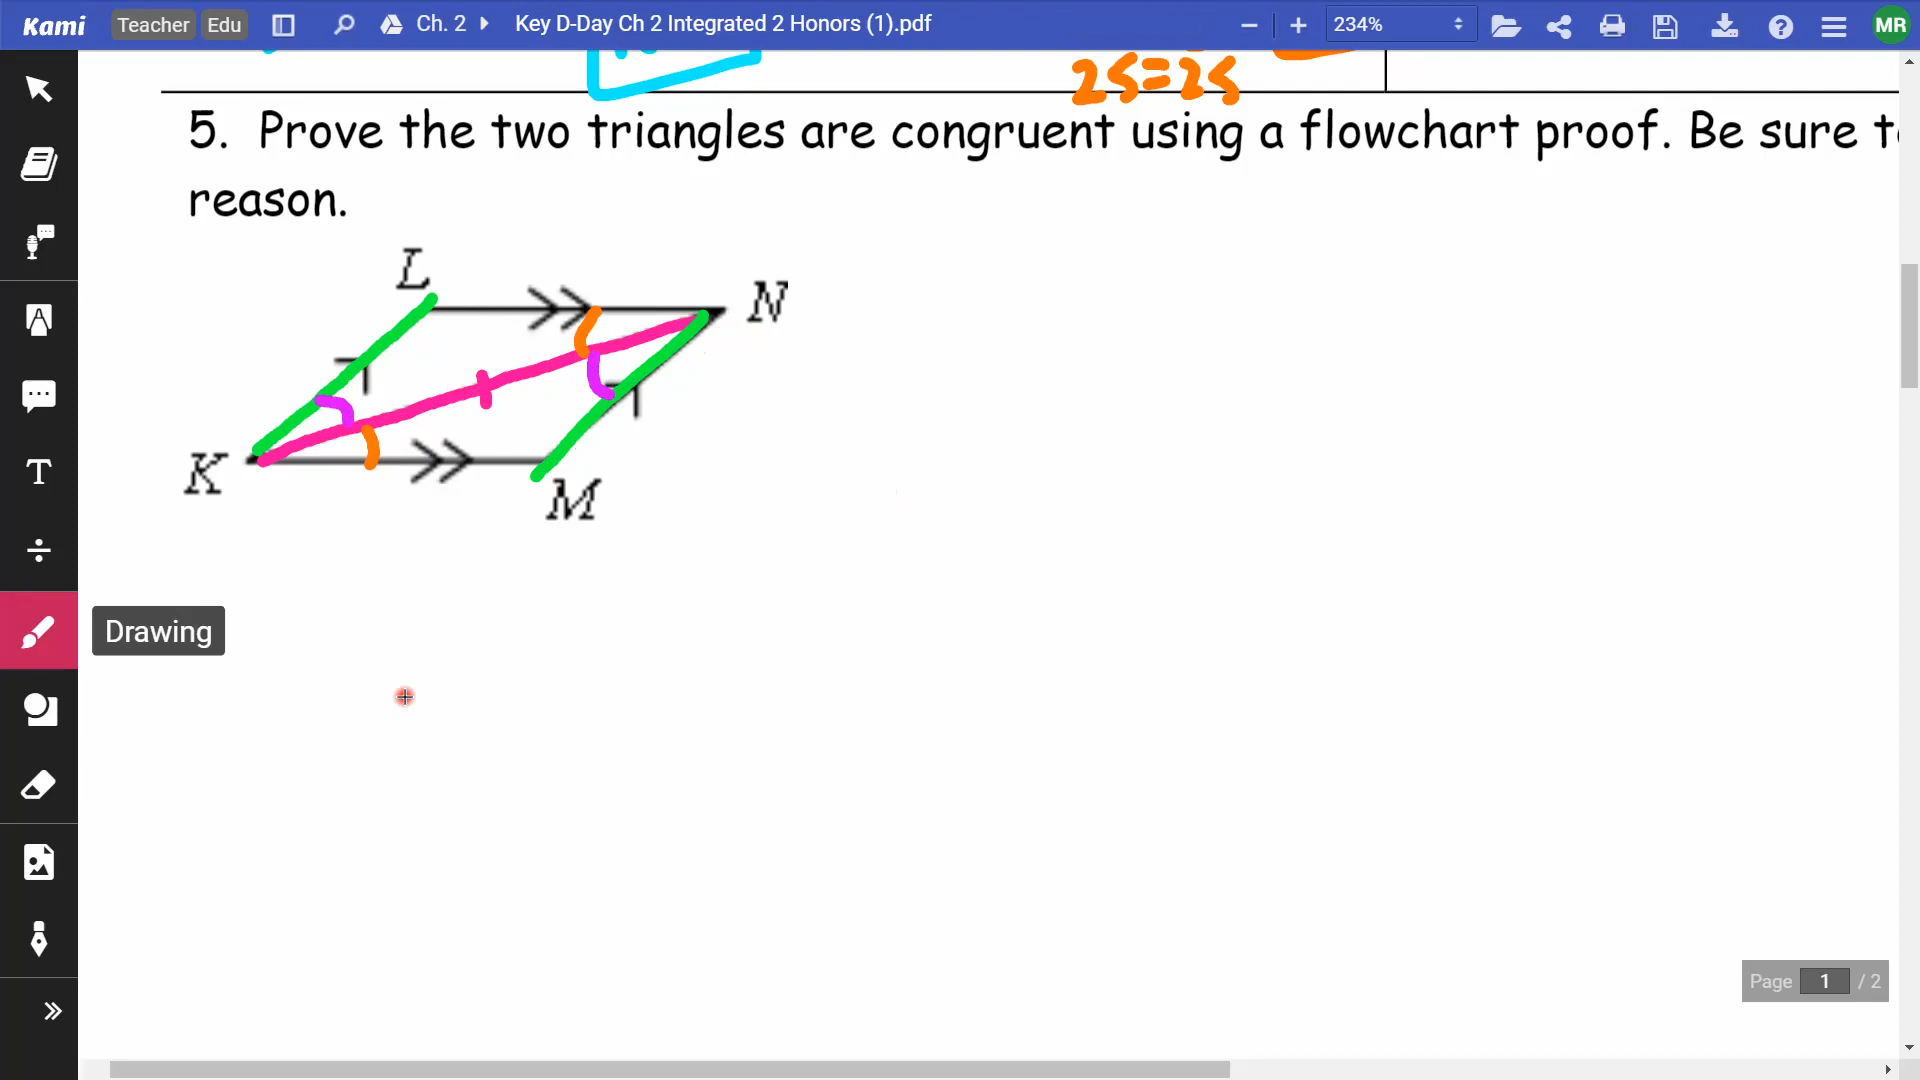 Kami Teacher Edu Ch. 2 Key D-Day Ch 2 Integrated 2 Honors (1).pdf 234% MR
25=25
5. Prove the two triangles are congruent using a flowchart proof. Be sure
reason.
L
N
K
M
Drawing
Page 1 / 2